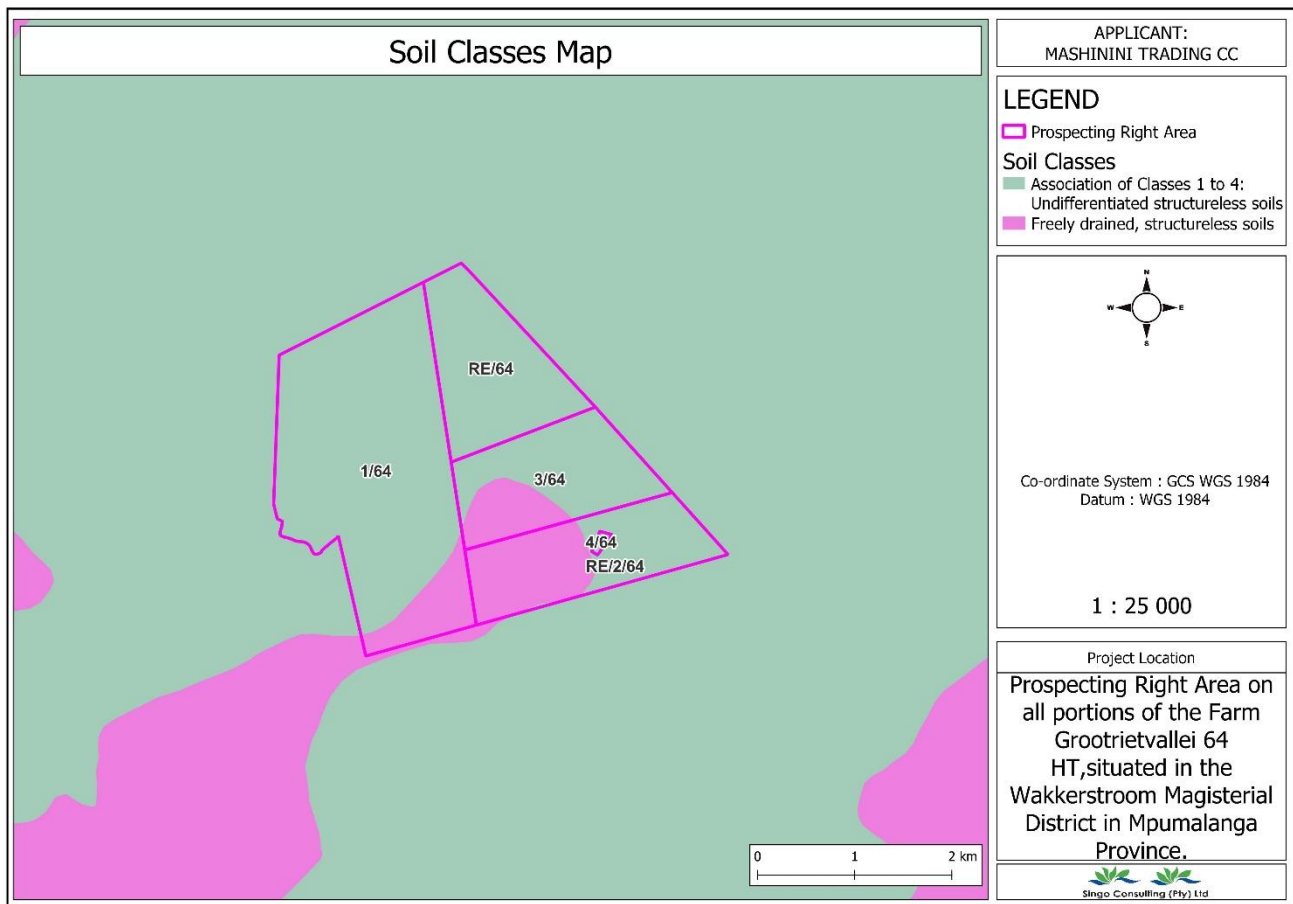 Soil Classes Map
APPLICANT:
MASHININI TRADING CC
LEGEND
Prospecting Right Area
Soil Classes
Association of Classes 1 to 4:
Undifferentiated structureless soils
Freely drained, structureless soils
N
W E
S
Co-ordinate System : GCS WGS 1984
Datum : WGS 1984
1 : 25 000
Project Location
Prospecting Right Area on
all portions of the Farm
Grootrietvallei 64
HT,situated in the
Wakkerstroom Magisterial
District in Mpumalanga
Province.
Singo Consulting (Pty) Ltd
RE/64
1/64
3/64
4/64
RE/2/64
0 1 2 km